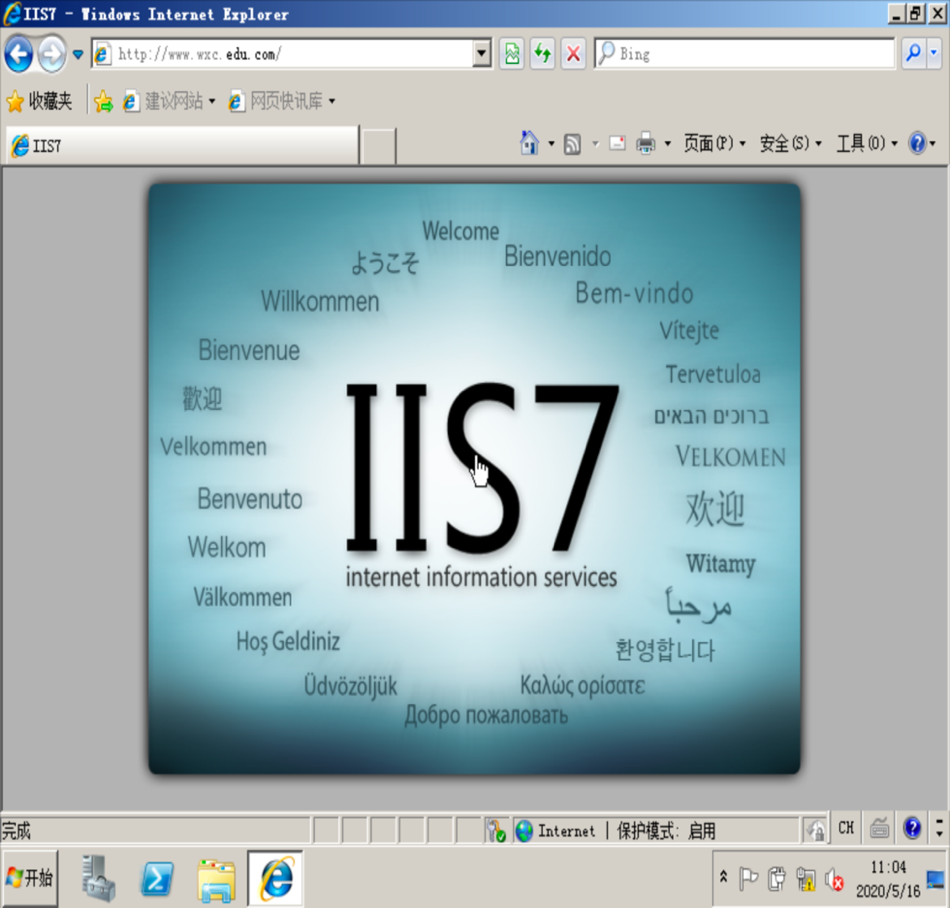 IIS7 - Windows Internet Explorer
http://www.wxc.edu.com/
Bing
收藏夹
建议网站
网页快讯库
IIS7
页面(P)
安全(S)
工具(O)
Welcome
ようこそ
Bienvenido
Willkommen
Bem-vindo
Vítejte
Bienvenue
Tervetuloa
歡迎
ברוכים הבאים
Velkommen
VELKOMEN
IIS7
Benvenuto
欢迎
Welkom
Witamy
internet information services
Välkommen
مرحباً
Hoş Geldiniz
환영합니다
Üdvözöljük
Καλώς ορίσατε
Добро пожаловать
完成
Internet | 保护模式: 启用
CH
开始
11:04
2020/5/16